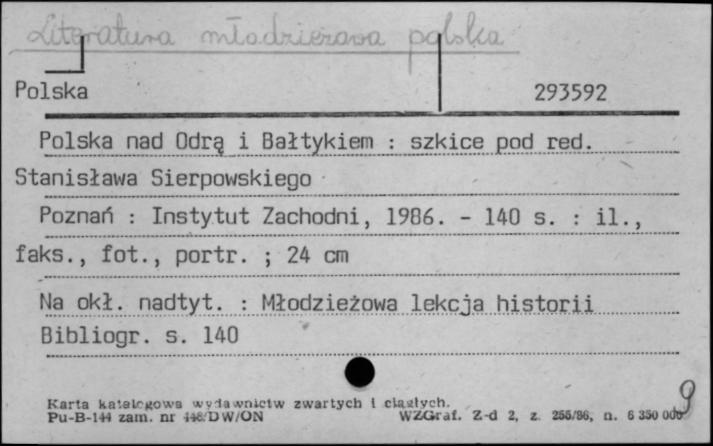 Literatura młodzieżowa polska
Polska 293592
Polska nad Odrą i Bałtykiem : szkice pod red.
Stanisława Sierpowskiego
Poznań : Instytut Zachodni, 1986. - 140 s. : il.,
faks., fot., portr. ; 24 cm
Na okł. nadtyt. : Młodzieżowa lekcja historii
Bibliogr. s. 140
Karta katalogowa wydawnictw zwartych i ciągłych.
Pu-B-144 zam. nr 448/DW/ON WZGraf. Z-d 2, z. 255/86, n. 6 350 000
9